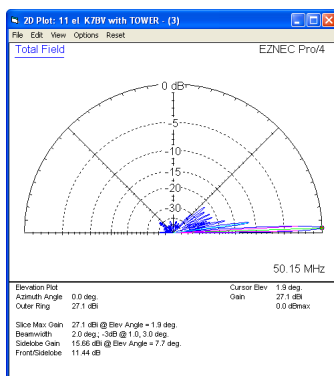 2D Plot: 11 el K7BV with TOWER - (3)
File Edit View Options Reset
Total Field EZNEC Pro/4
0 dB
-5
-10
-15
-20
-30
50.15 MHz
Elevation Plot Cursor Elev 1.9 deg.
Azimuth Angle 0.0 deg. Gain 27.1 dBi
Outer Ring 27.1 dBi 0.0 dBmax
Slice Max Gain 27.1 dBi @ Elev Angle = 1.9 deg.
Beamwidth 2.0 deg.; -3dB @ 1.0, 3.0 deg.
Sidelobe Gain 15.66 dBi @ Elev Angle = 7.7 deg.
Front/Sidelobe 11.44 dB